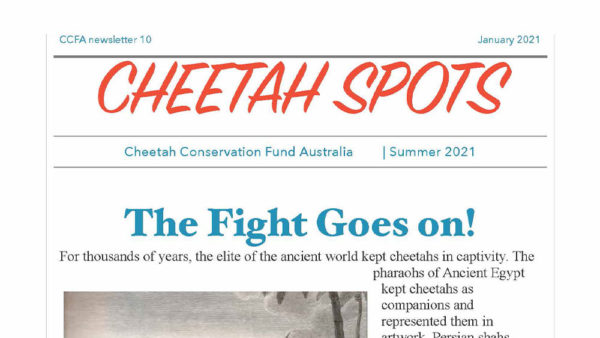 CCFA newsletter 10 January 2021
CHEETAH SPOTS
Cheetah Conservation Fund Australia | Summer 2021
The Fight Goes on!
For thousands of years, the elite of the ancient world kept cheetahs in captivity. The
pharaohs of Ancient Egypt
kept cheetahs as
companions and
represented them in
artwork. Persian shahs